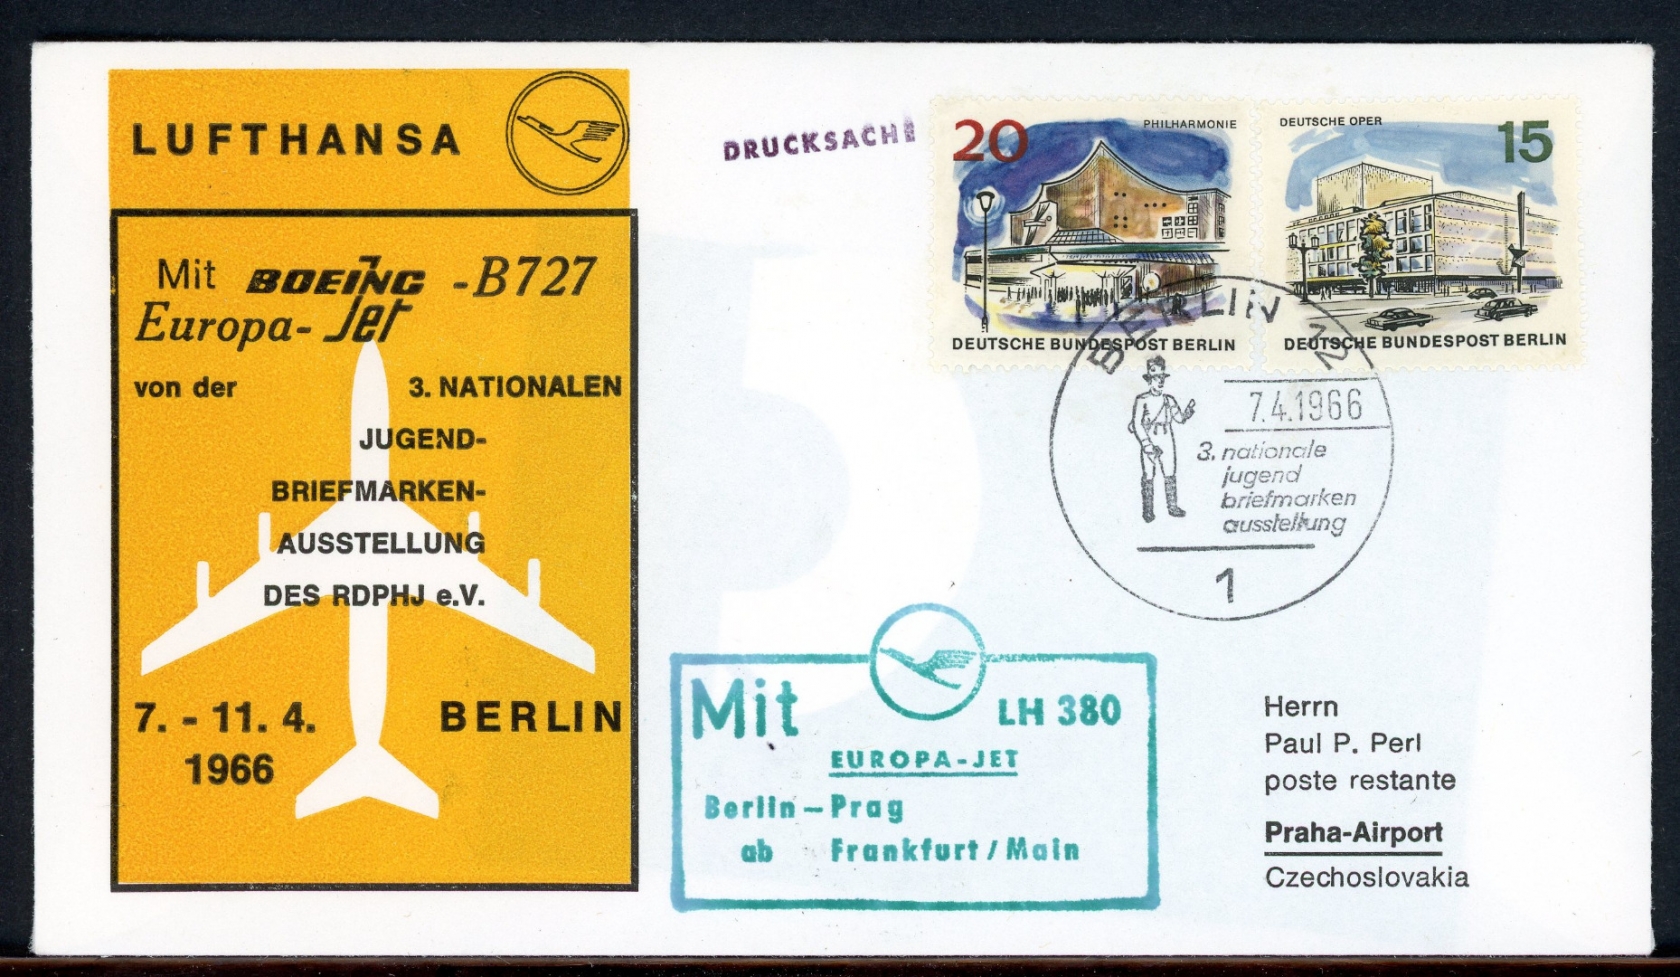 LUFTHANSA
Mit BOEING -B727
Europa-Jet
von der 3. NATIONALEN
JUGEND-
BRIEFMARKEN-
AUSSTELLUNG
DES RDPHJ e.V.
7. - 11. 4. BERLIN
1966
DRUCKSACHE
20 PHILHARMONIE
DEUTSCHE BUNDESPOST BERLIN
DEUTSCHE OPER 15
DEUTSCHE BUNDESPOST BERLIN
BERLIN 12
7.4.1966
3. nationale
jugend
briefmarken
ausstellung
1
Mit LH 380
EUROPA-JET
Berlin – Prag
ab Frankfurt / Main
Herrn
Paul P. Perl
poste restante
Praha-Airport
Czechoslovakia